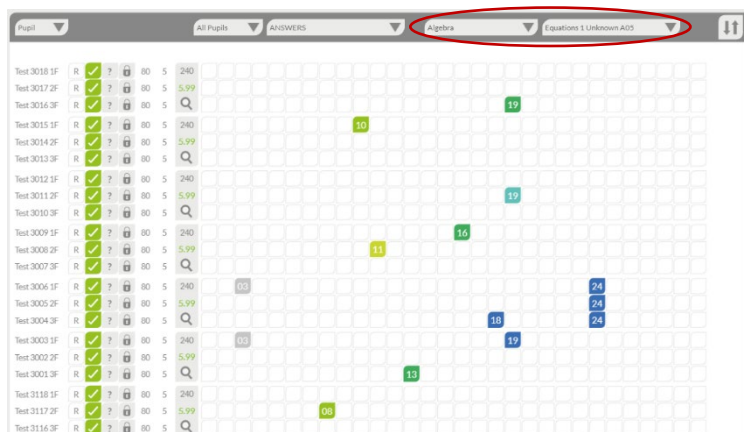 Pupil All Pupils ANSWERS Algebra Equations 1 Unknown A05
Test 3018 1F R ? 80 5 240
Test 3017 2F R ? 80 5 5.99
Test 3016 3F R ? 80 5 19
Test 3015 1F R ? 80 5 240 10
Test 3014 2F R ? 80 5 5.99
Test 3013 3F R ? 80 5
Test 3012 1F R ? 80 5 240
Test 3011 2F R ? 80 5 5.99 19
Test 3010 3F R ? 80 5
Test 3009 1F R ? 80 5 240 16
Test 3008 2F R ? 80 5 5.99 11
Test 3007 3F R ? 80 5
Test 3006 1F R ? 80 5 240 03 24
Test 3005 2F R ? 80 5 5.99 24
Test 3004 3F R ? 80 5 18 24
Test 3003 1F R ? 80 5 240 03 19
Test 3002 2F R ? 80 5 5.99
Test 3001 3F R ? 80 5 13
Test 3118 1F R ? 80 5 240
Test 3117 2F R ? 80 5 5.99 08
Test 3116 3F R ? 80 5